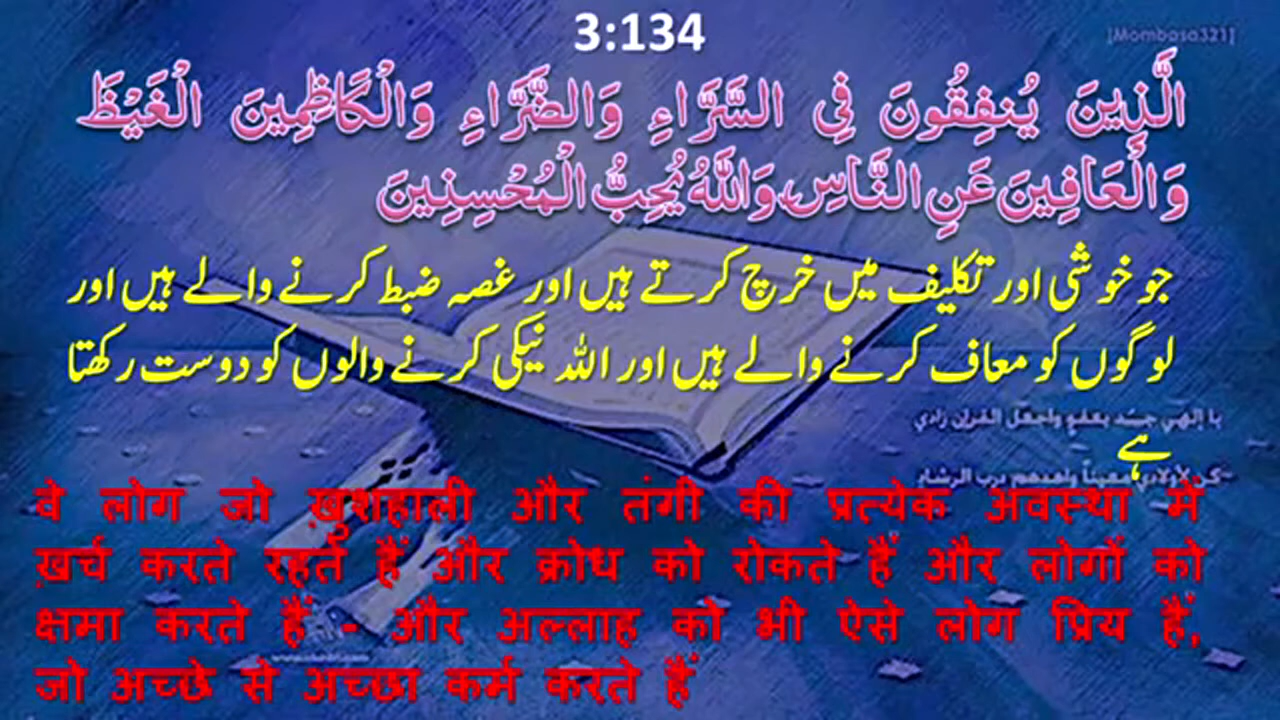 3:134
[Mombasa321]
الَّذِينَ يُنفِقُونَ فِي السَّرَّاءِ وَالضَّرَّاءِ وَالْكَاظِمِينَ الْغَيْظَ
وَالْعَافِينَ عَنِ النَّاسِ وَاللَّهُ يُحِبُّ الْمُحْسِنِينَ
جو خوشی اور تکلیف میں خرچ کرتے ہیں اور غصہ ضبط کرنے والے ہیں اور
لوگوں کو معاف کرنے والے ہیں اور الله نیکی کرنے والوں کو دوست رکھتا
ہے
वे लोग जो ख़ुशहाली और तंगी की प्रत्येक अवस्था में
ख़र्च करते रहते हैं और क्रोध को रोकते हैं और लोगों को
क्षमा करते हैं - और अल्लाह को भी ऐसे लोग प्रिय हैं,
जो अच्छे से अच्छा कर्म करते हैं